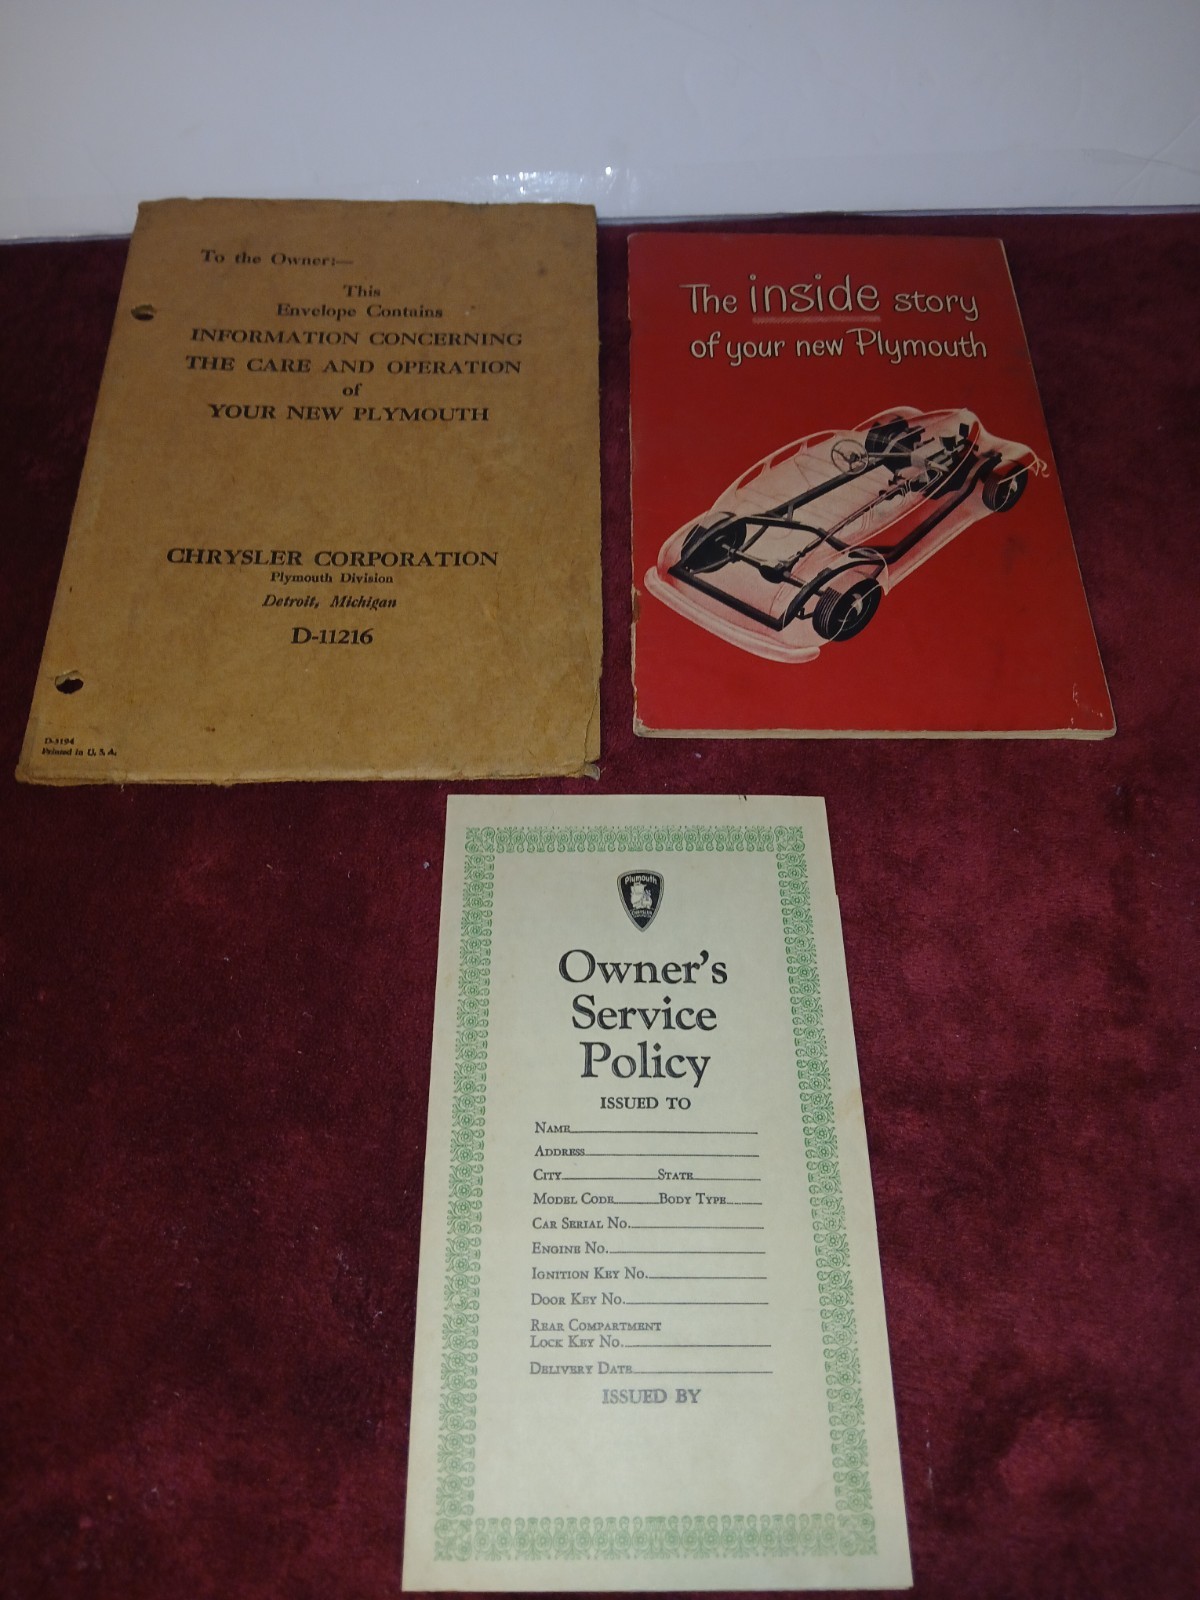 To the Owner:—
This
Envelope Contains
INFORMATION CONCERNING
THE CARE AND OPERATION
of
YOUR NEW PLYMOUTH
CHRYSLER CORPORATION
Plymouth Division
Detroit, Michigan
D-11216
D-3194
Printed in U. S. A.
The inside story
of your new Plymouth
Plymouth
CHRYSLER
Owner's
Service
Policy
ISSUED TO
NAME
ADDRESS
CITY STATE
MODEL CODE BODY TYPE
CAR SERIAL NO.
ENGINE NO.
IGNITION KEY NO.
DOOR KEY NO.
REAR COMPARTMENT
LOCK KEY NO.
DELIVERY DATE
ISSUED BY